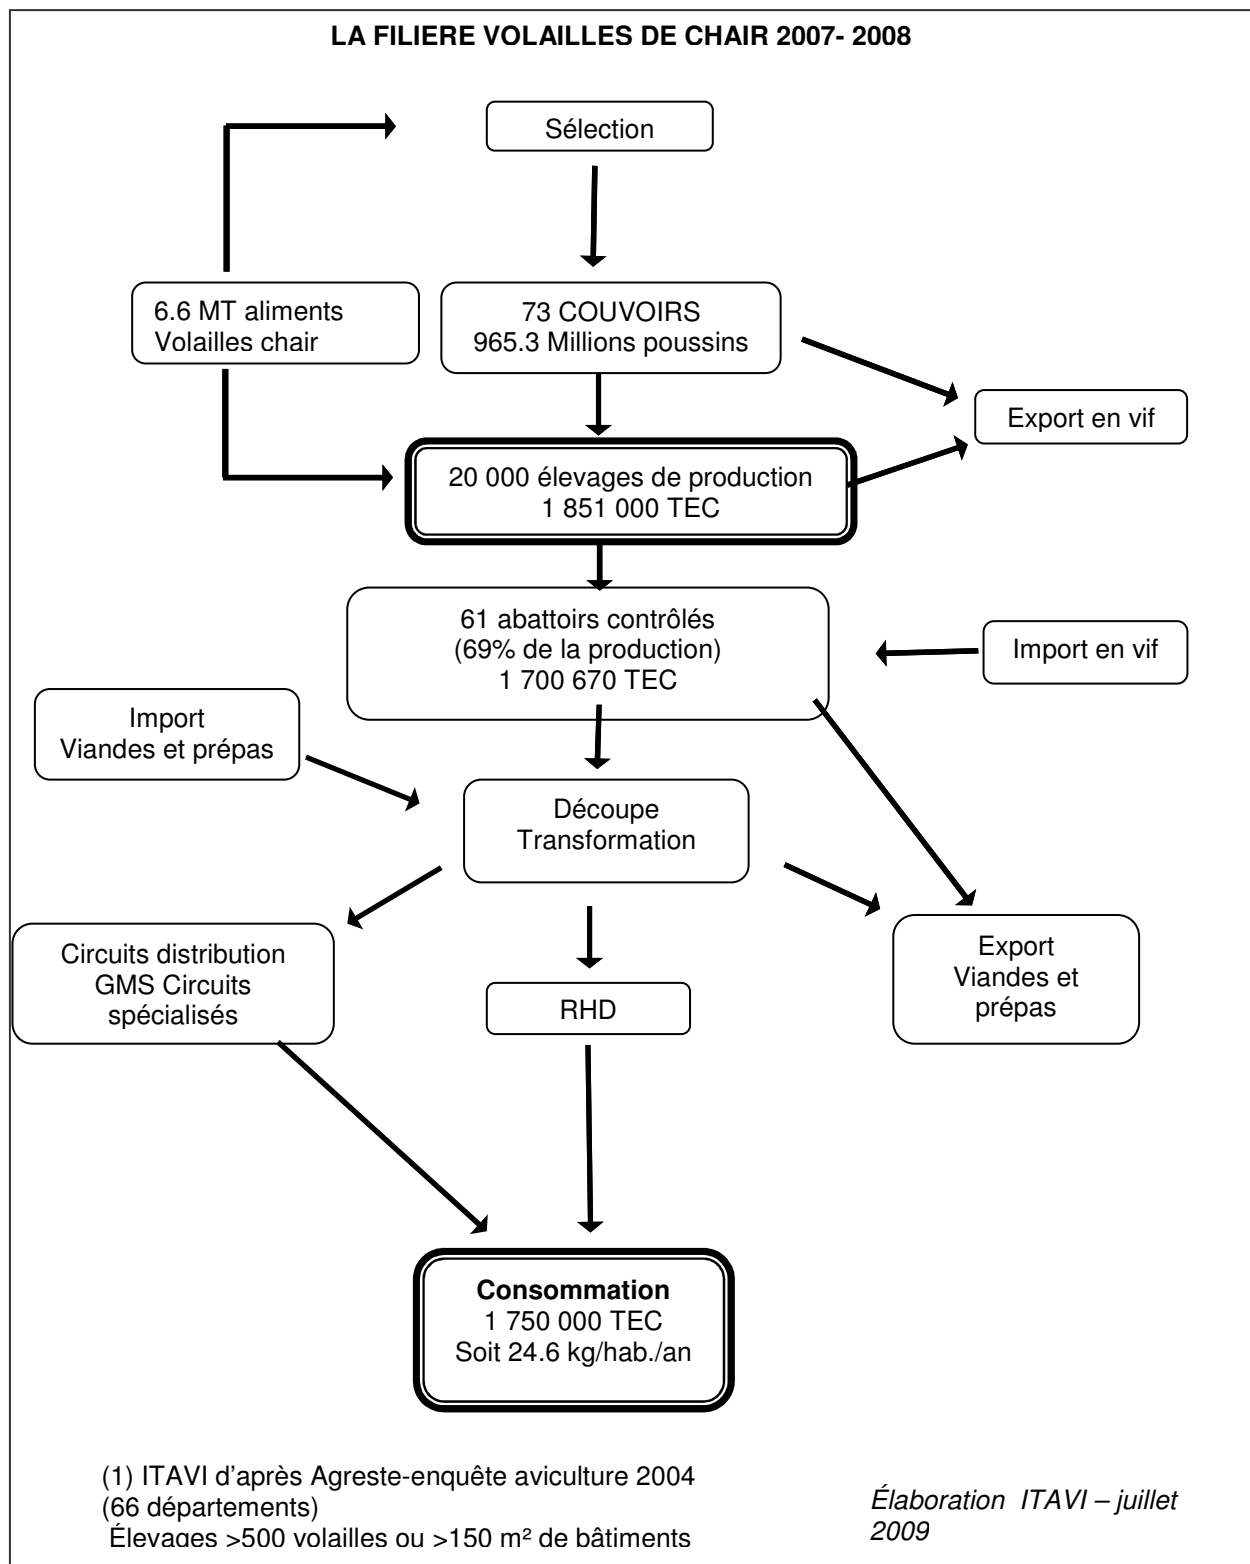 LA FILIERE VOLAILLES DE CHAIR 2007- 2008
Sélection
6.6 MT aliments
Volailles chair
73 COUVOIRS
965.3 Millions poussins
Export en vif
20 000 élevages de production
1 851 000 TEC
61 abattoirs contrôlés
(69% de la production)
1 700 670 TEC
Import en vif
Import
Viandes et prépas
Découpe
Transformation
Circuits distribution
GMS Circuits
spécialisés
RHD
Export
Viandes et
prépas
Consommation
1 750 000 TEC
Soit 24.6 kg/hab./an
(1) ITAVI d'après Agreste-enquête aviculture 2004
(66 départements)
Élevages >500 volailles ou >150 m² de bâtiments
Élaboration ITAVI – juillet
2009